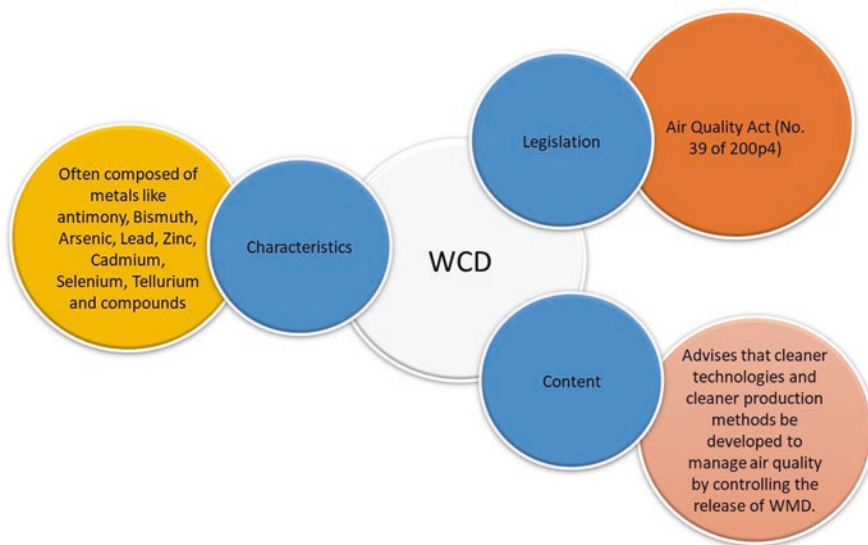 Often composed of
metals like
antimony, Bismuth,
Arsenic, Lead, Zinc,
Cadmium,
Selenium, Tellurium
and compounds
Characteristics
WCD
Legislation
Air Quality Act (No.
39 of 200p4)
Content
Advises that cleaner
technologies and
cleaner production
methods be
developed to
manage air quality
by controlling the
release of WMD.